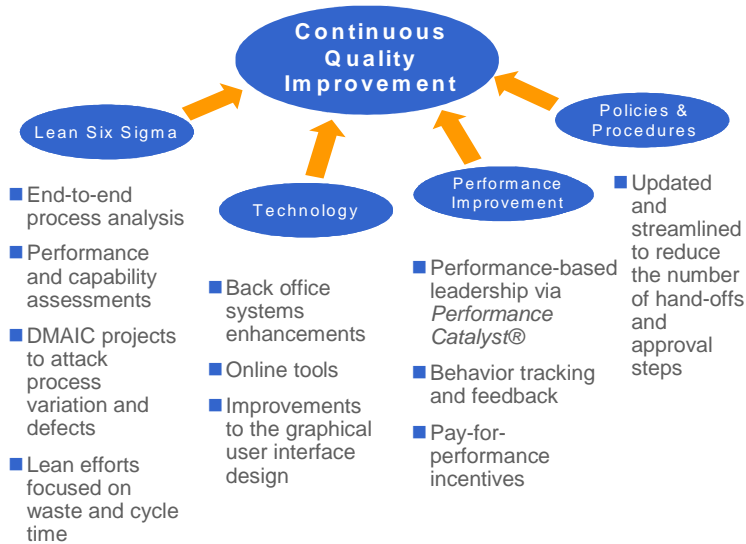 Continuous
Quality
Improvement
Lean Six Sigma
End-to-end
process analysis
Performance
and capability
assessments
DMAIC projects
to attack
process
variation and
defects
Lean efforts
focused on
waste and cycle
time
Technology
Back office
systems
enhancements
Online tools
Improvements
to the graphical
user interface
design
Performance
Improvement
Performance-based
leadership via
Performance
Catalyst®
Behavior tracking
and feedback
Pay-for-
performance
incentives
Policies &
Procedures
Updated
and
streamlined
to reduce
the number
of hand-offs
and
approval
steps